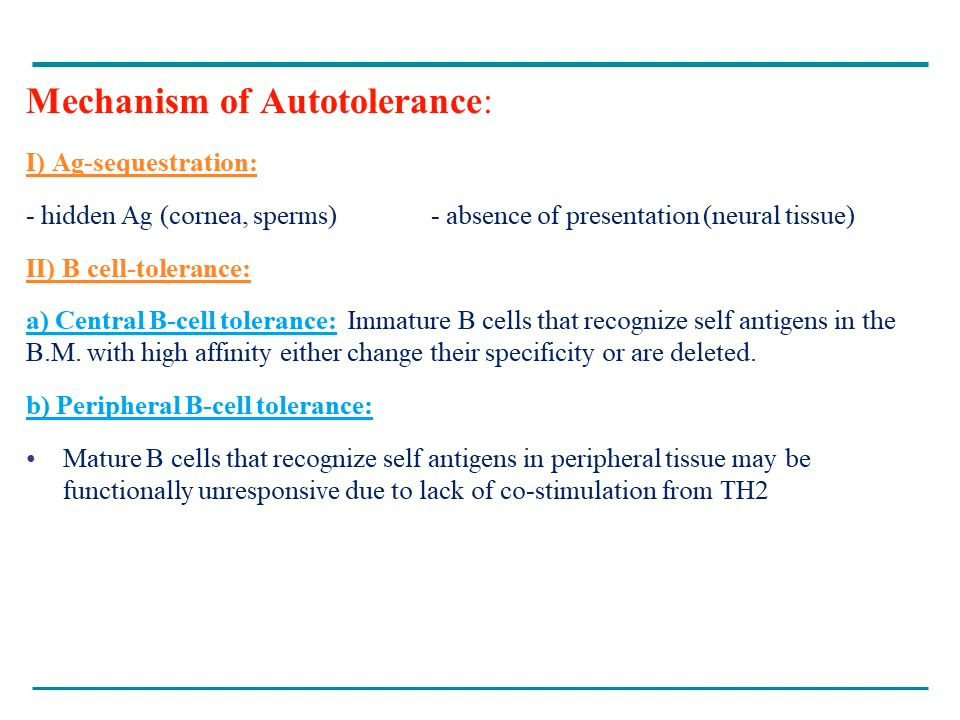 Mechanism of Autotolerance:
I) Ag-sequestration:
- hidden Ag (cornea, sperms) - absence of presentation (neural tissue)
II) B cell-tolerance:
a) Central B-cell tolerance: Immature B cells that recognize self antigens in the
B.M. with high affinity either change their specificity or are deleted.
b) Peripheral B-cell tolerance:
• Mature B cells that recognize self antigens in peripheral tissue may be
functionally unresponsive due to lack of co-stimulation from TH2